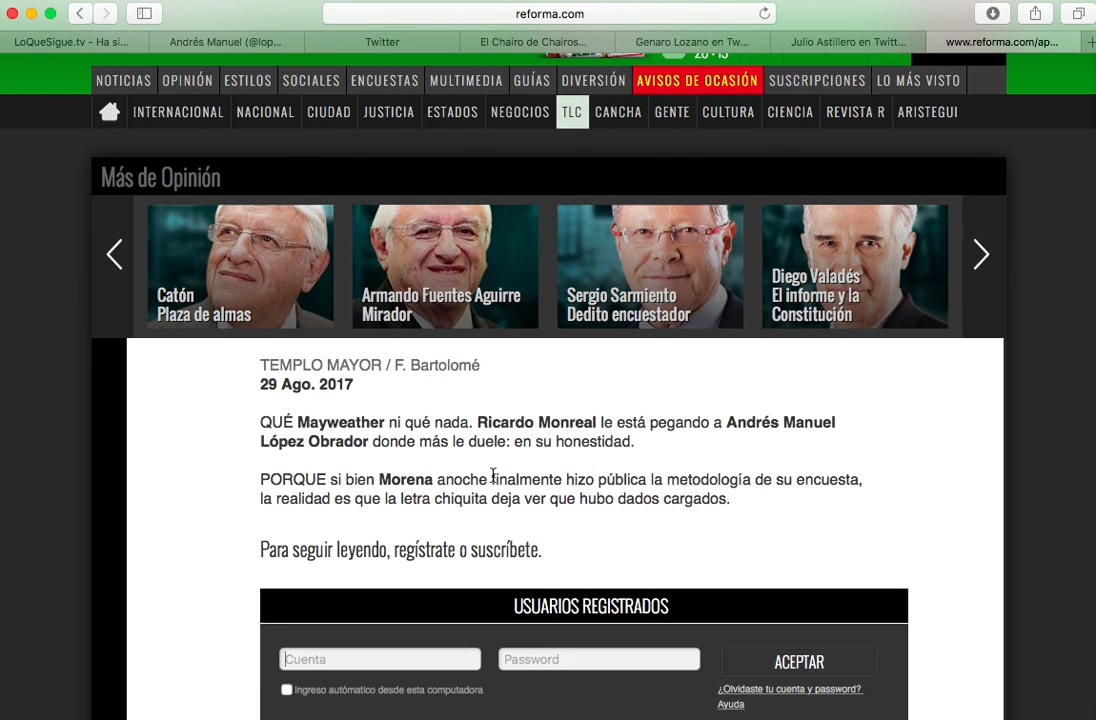 reforma.com
LoQueSigue.tv - Ha si...
Andrés Manuel (@lop...
Twitter
El Chairo de Chairos...
Genaro Lozano en Tw...
Julio Astillero en Twitt...
www.reforma.com/ap...
NOTICIAS
OPINIÓN
ESTILOS
SOCIALES
ENCUESTAS
MULTIMEDIA
GUÍAS
DIVERSIÓN
AVISOS DE OCASIÓN
SUSCRIPCIONES
LO MÁS VISTO
INTERNACIONAL
NACIONAL
CIUDAD
JUSTICIA
ESTADOS
NEGOCIOS
TLC
CANCHA
GENTE
CULTURA
CIENCIA
REVISTA R
ARISTEGUI
Más de Opinión
Catón
Plaza de almas
Armando Fuentes Aguirre
Mirador
Sergio Sarmiento
Dedito encuestador
Diego Valadés
El informe y la
Constitución
TEMPLO MAYOR / F. Bartolomé
29 Ago. 2017
QUÉ Mayweather ni qué nada. Ricardo Monreal le está pegando a Andrés Manuel
López Obrador donde más le duele: en su honestidad.
PORQUE si bien Morena anoche finalmente hizo pública la metodología de su encuesta,
la realidad es que la letra chiquita deja ver que hubo dados cargados.
Para seguir leyendo, regístrate o suscríbete.
USUARIOS REGISTRADOS
Cuenta
Password
ACEPTAR
Ingreso autómatico desde esta computadora
¿Olvidaste tu cuenta y password?
Ayuda